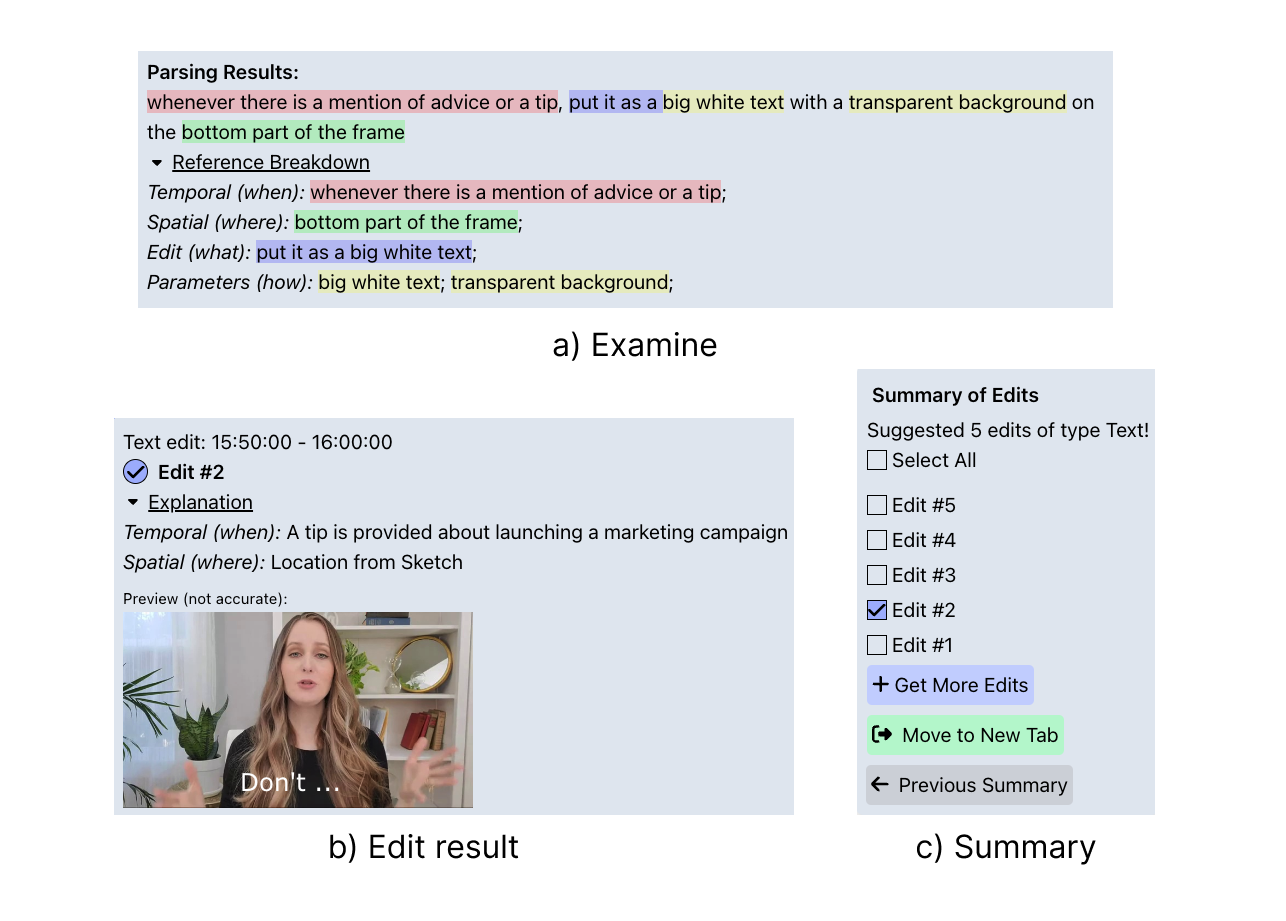 Parsing Results:
whenever there is a mention of advice or a tip, put it as a big white text with a transparent background on
the bottom part of the frame
Reference Breakdown
Temporal (when): whenever there is a mention of advice or a tip;
Spatial (where): bottom part of the frame;
Edit (what): put it as a big white text;
Parameters (how): big white text; transparent background;
a) Examine
Text edit: 15:50:00 - 16:00:00
Edit #2
Explanation
Temporal (when): A tip is provided about launching a marketing campaign
Spatial (where): Location from Sketch
Preview (not accurate):
Don't ...
b) Edit result
Summary of Edits
Suggested 5 edits of type Text!
Select All
Edit #5
Edit #4
Edit #3
Edit #2
Edit #1
+ Get More Edits
Move to New Tab
Previous Summary
c) Summary